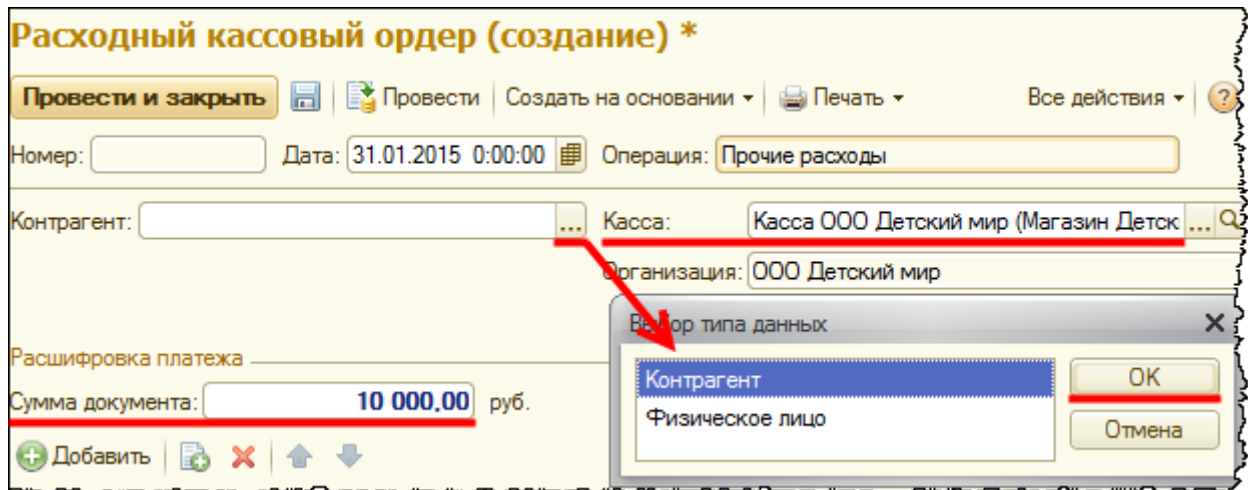 Расходный кассовый ордер (создание) *
Провести и закрыть Провести Создать на основании Печать Все действия ?
Номер: Дата: 31.01.2015 0:00:00 Операция: Прочие расходы
Контрагент: ... Касса: Касса ООО Детский мир (Магазин Детск ...
Организация: ООО Детский мир
Выбор типа данных
Расшифровка платежа
Контрагент OK
Сумма документа: 10 000,00 руб.
Физическое лицо Отмена
Добавить